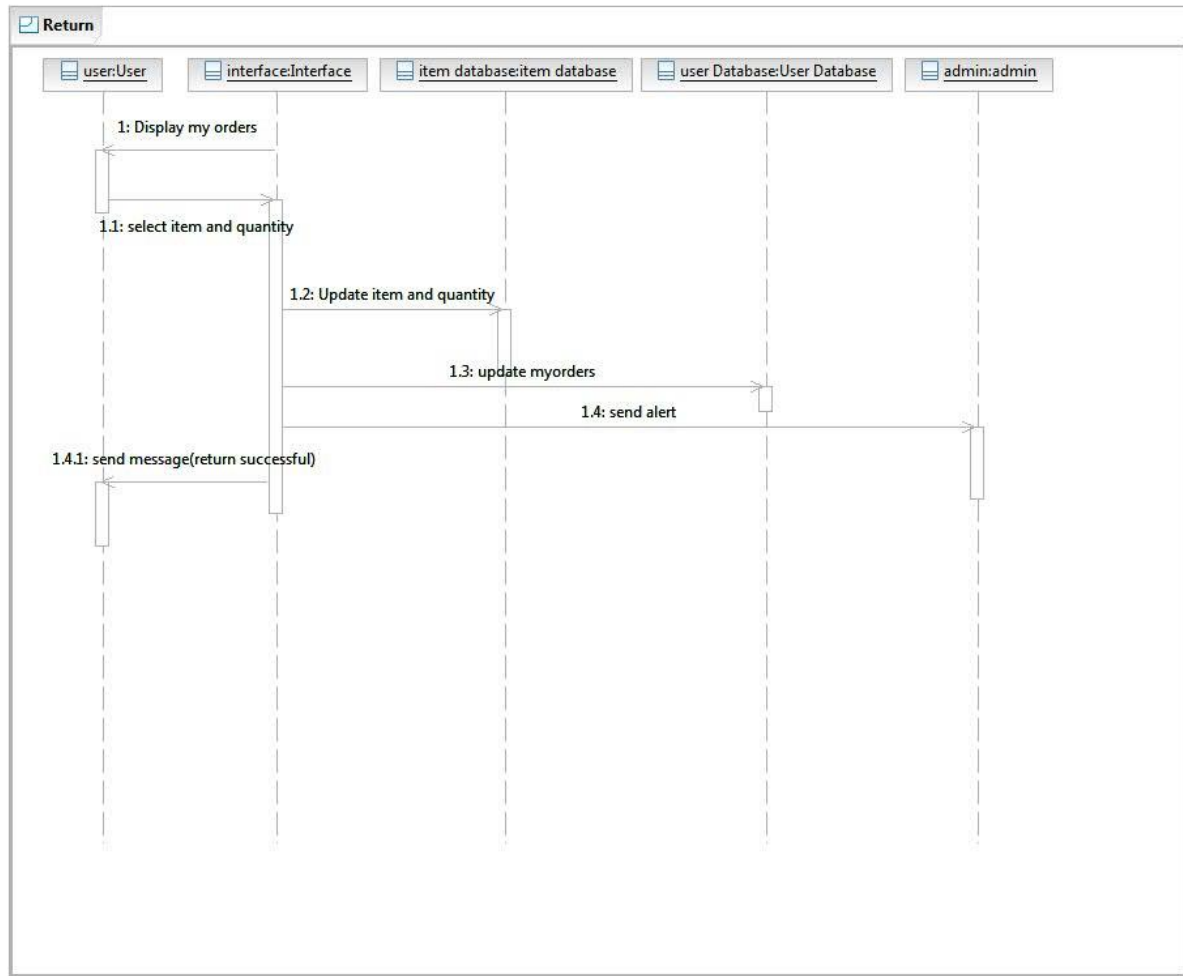 Return
user:User
interface:Interface
item database:item database
user Database:User Database
admin:admin
1: Display my orders
1.1: select item and quantity
1.2: Update item and quantity
1.3: update myorders
1.4: send alert
1.4.1: send message(return successful)